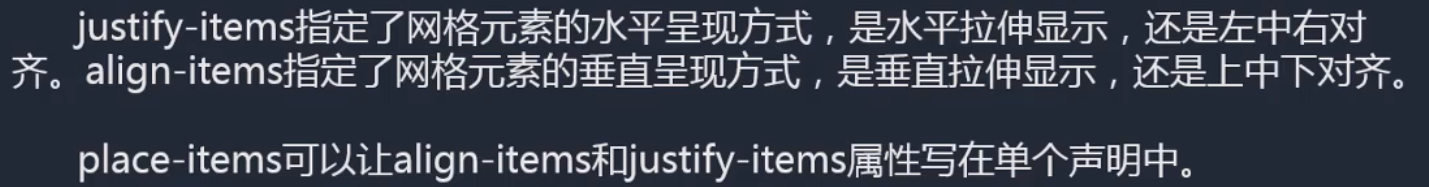 justify-items指定了网格元素的水平呈现方式，是水平拉伸显示，还是左中右对
齐。align-items指定了网格元素的垂直呈现方式，是垂直拉伸显示，还是上中下对齐。
place-items可以让align-items和justify-items属性写在单个声明中。